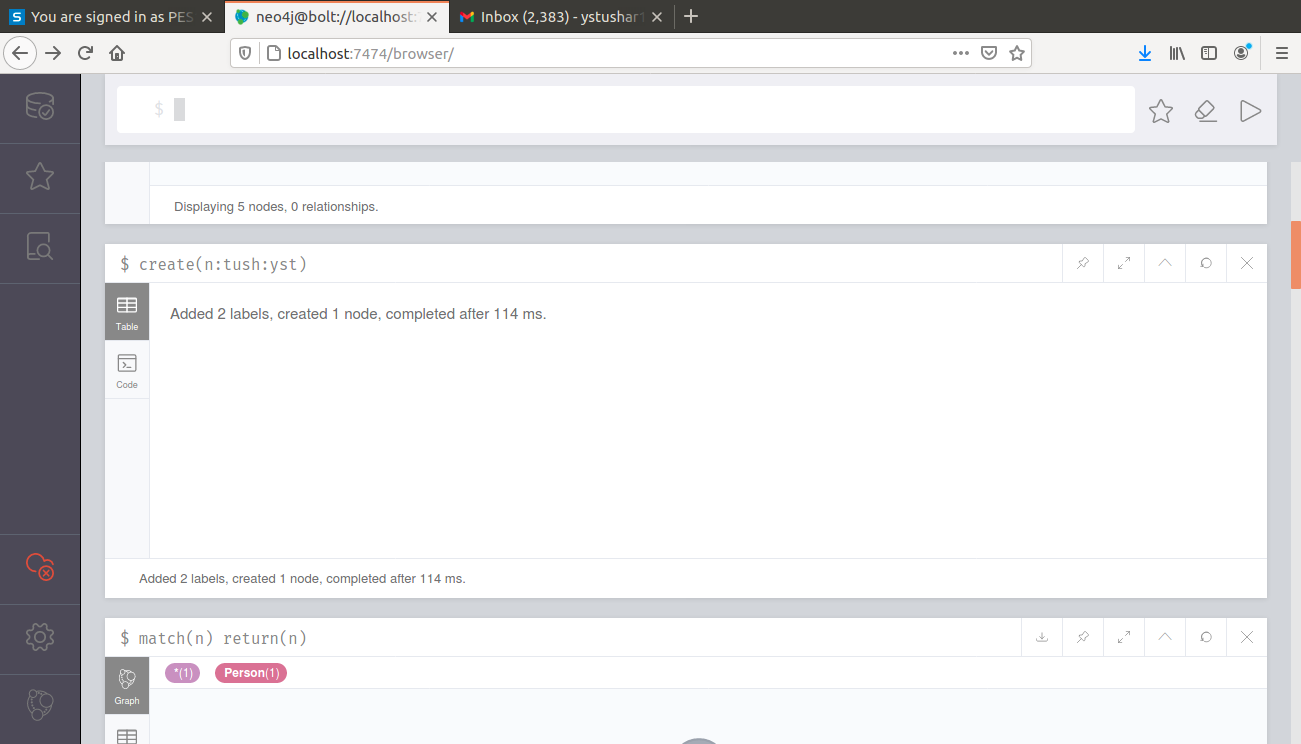 S You are signed in as PES
neo4j@bolt://localhost:7
Inbox (2,383) - ystushar
localhost:7474/browser/
$
Displaying 5 nodes, 0 relationships.
$ create(n:tush:yst)
Table
Added 2 labels, created 1 node, completed after 114 ms.
Code
Added 2 labels, created 1 node, completed after 114 ms.
$ match(n) return(n)
*(1) Person(1)
Graph